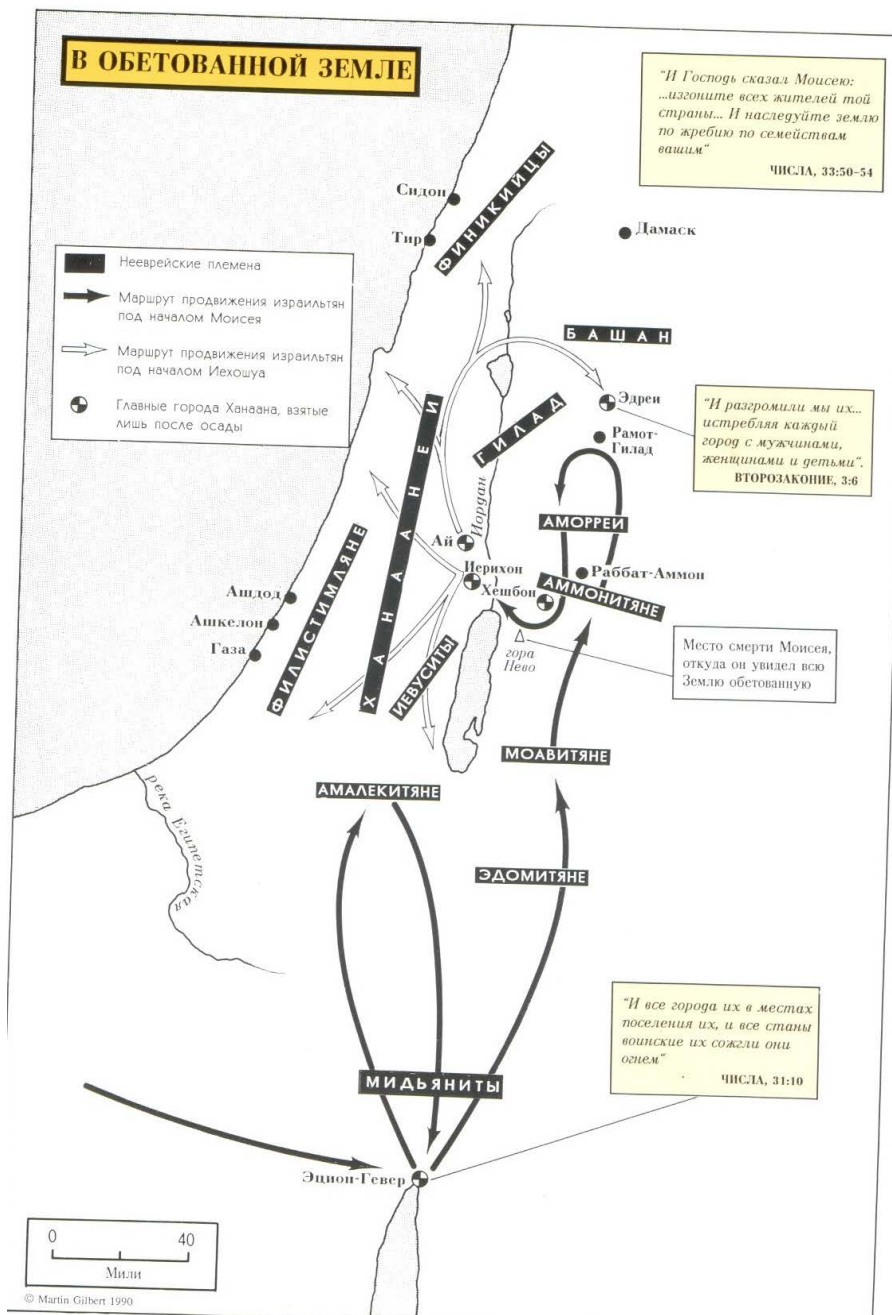 В ОБЕТОВАННОЙ ЗЕМЛЕ
"И Господь сказал Моисею:
...изгоните всех жителей той
страны... И наследуйте землю
по жребию по семействам
вашим"
ЧИСЛА, 33:50-54
ФИНИКИЙЦЫ
Сидон
Тир
Дамаск
Нееврейские племена
Маршрут продвижения израильтян
под началом Моисея
Маршрут продвижения израильтян
под началом Иехошуа
Главные города Ханаана, взятые
лишь после осады
БАШАН
Эдреи
"И разгромили мы их...
истребляя каждый
город с мужчинами,
женщинами и детьми".
ВТОРОЗАКОНИЕ, 3:6
ГИЛАД
Рамот-
Гилад
ХАНААНЕИ
Иордан
АМОРРЕИ
Ай
Иерихон
Хешбон
Раббат-Аммон
АММОНИТЯНЕ
ФИЛИСТИМЛЯНЕ
Ашдод
Ашкелон
Газа
ИЕВУСИТЫ
гора
Нево
Место смерти Моисея,
откуда он увидел всю
Землю обетованную
МОАВИТЯНЕ
АМАЛЕКИТЯНЕ
река Египетская
ЭДОМИТЯНЕ
"И все города их в местах
поселения их, и все станы
воинские их сожгли они
огнем"
ЧИСЛА, 31:10
МИДЬЯНИТЫ
Эцион-Гевер
0 40
Мили
© Martin Gilbert 1990